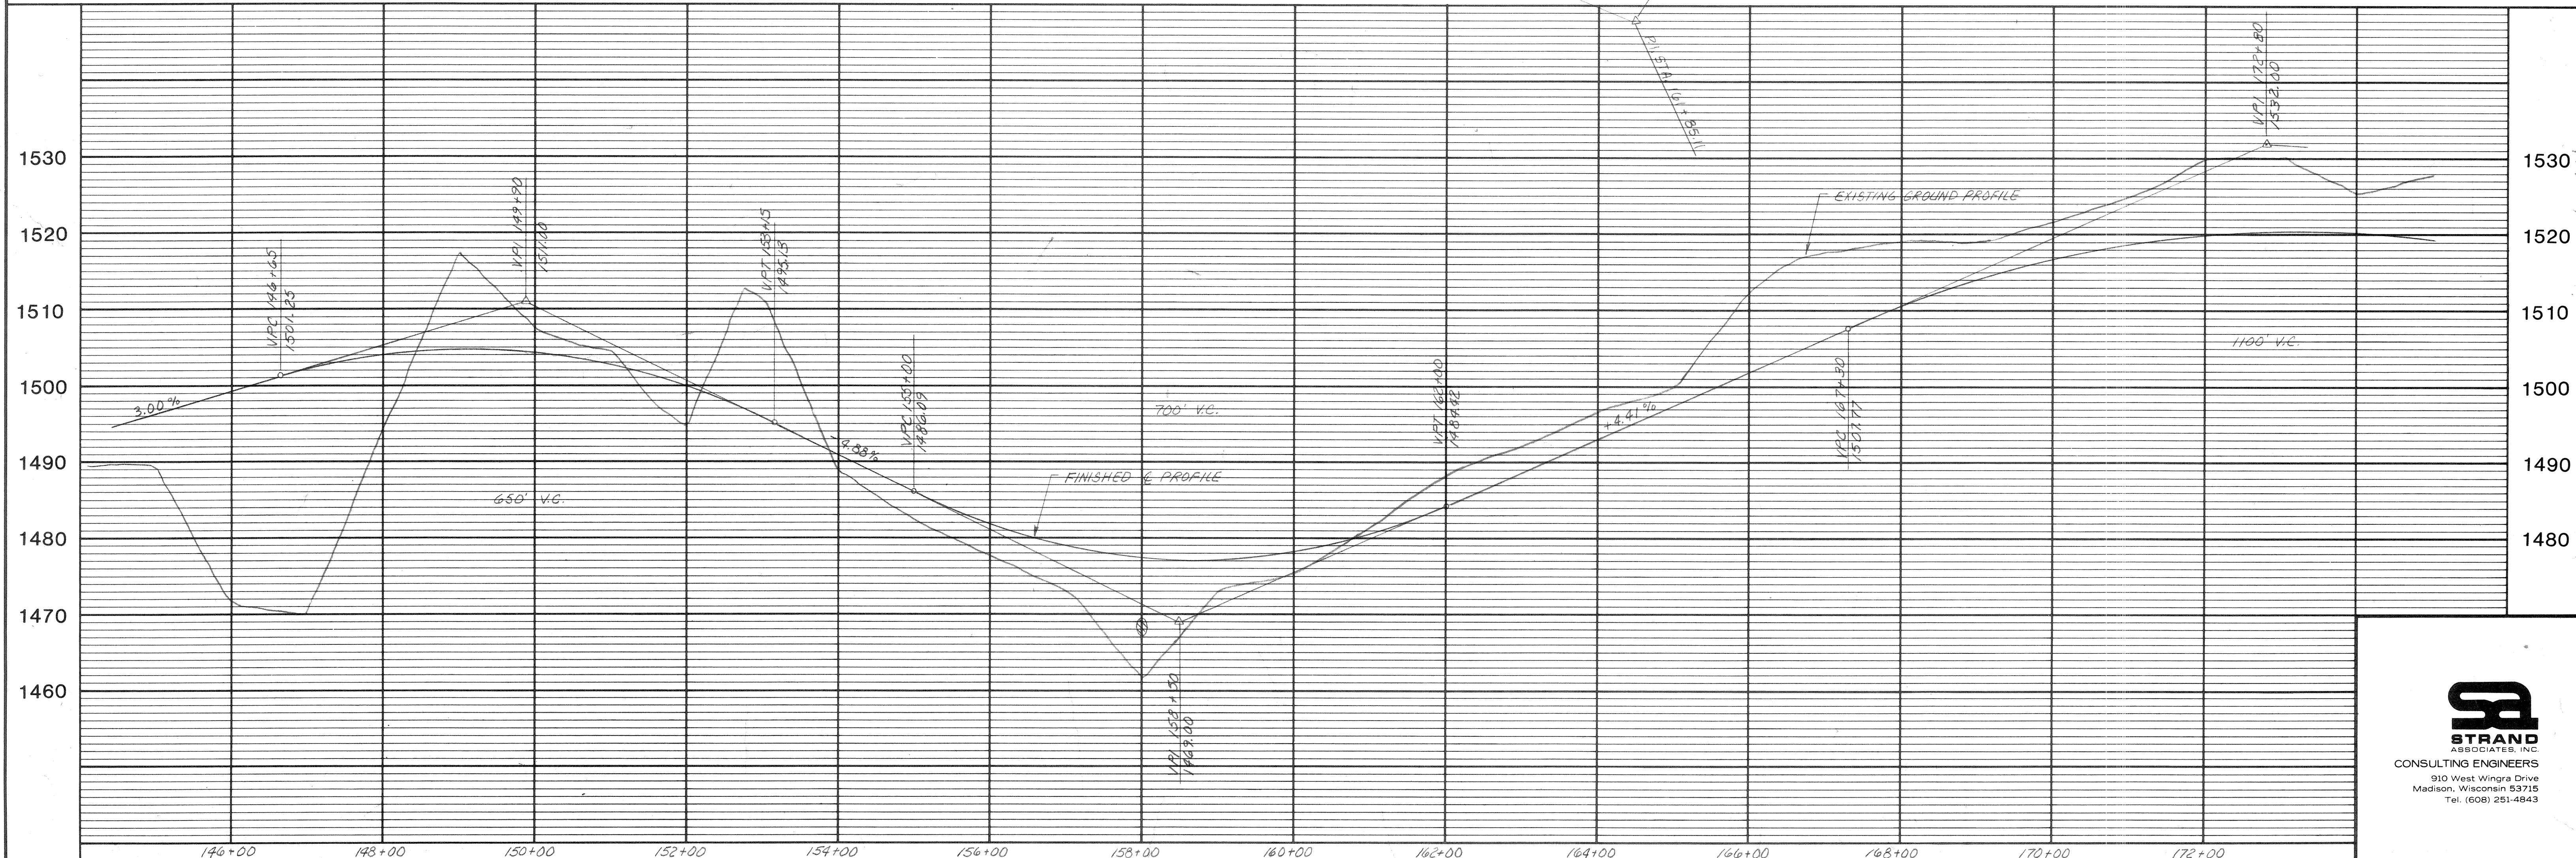 P.I. STA. 161+85.11
VPI 172+80
1532.00
1530
1530
EXISTING GROUND PROFILE
VPC 146+65
1501.25
VPI 149+90
1511.00
VPT 153+15
1495.13
1520
1520
1510
1510
1100' V.C.
1500
1500
3.00%
-4.88%
VPC 155+00
1486.09
700' V.C.
VPT 162+00
1484.42
+4.41%
VPC 167+30
1507.77
1490
1490
650' V.C.
FINISHED ℄ PROFILE
1480
1480
1470
1460
VPI 158+50
1469.00
sa
STRAND
ASSOCIATES, INC.
CONSULTING ENGINEERS
910 West Wingra Drive
Madison, Wisconsin 53715
Tel. (608) 251-4843
146+00 148+00 150+00 152+00 154+00 156+00 158+00 160+00 162+00 164+00 166+00 168+00 170+00 172+00